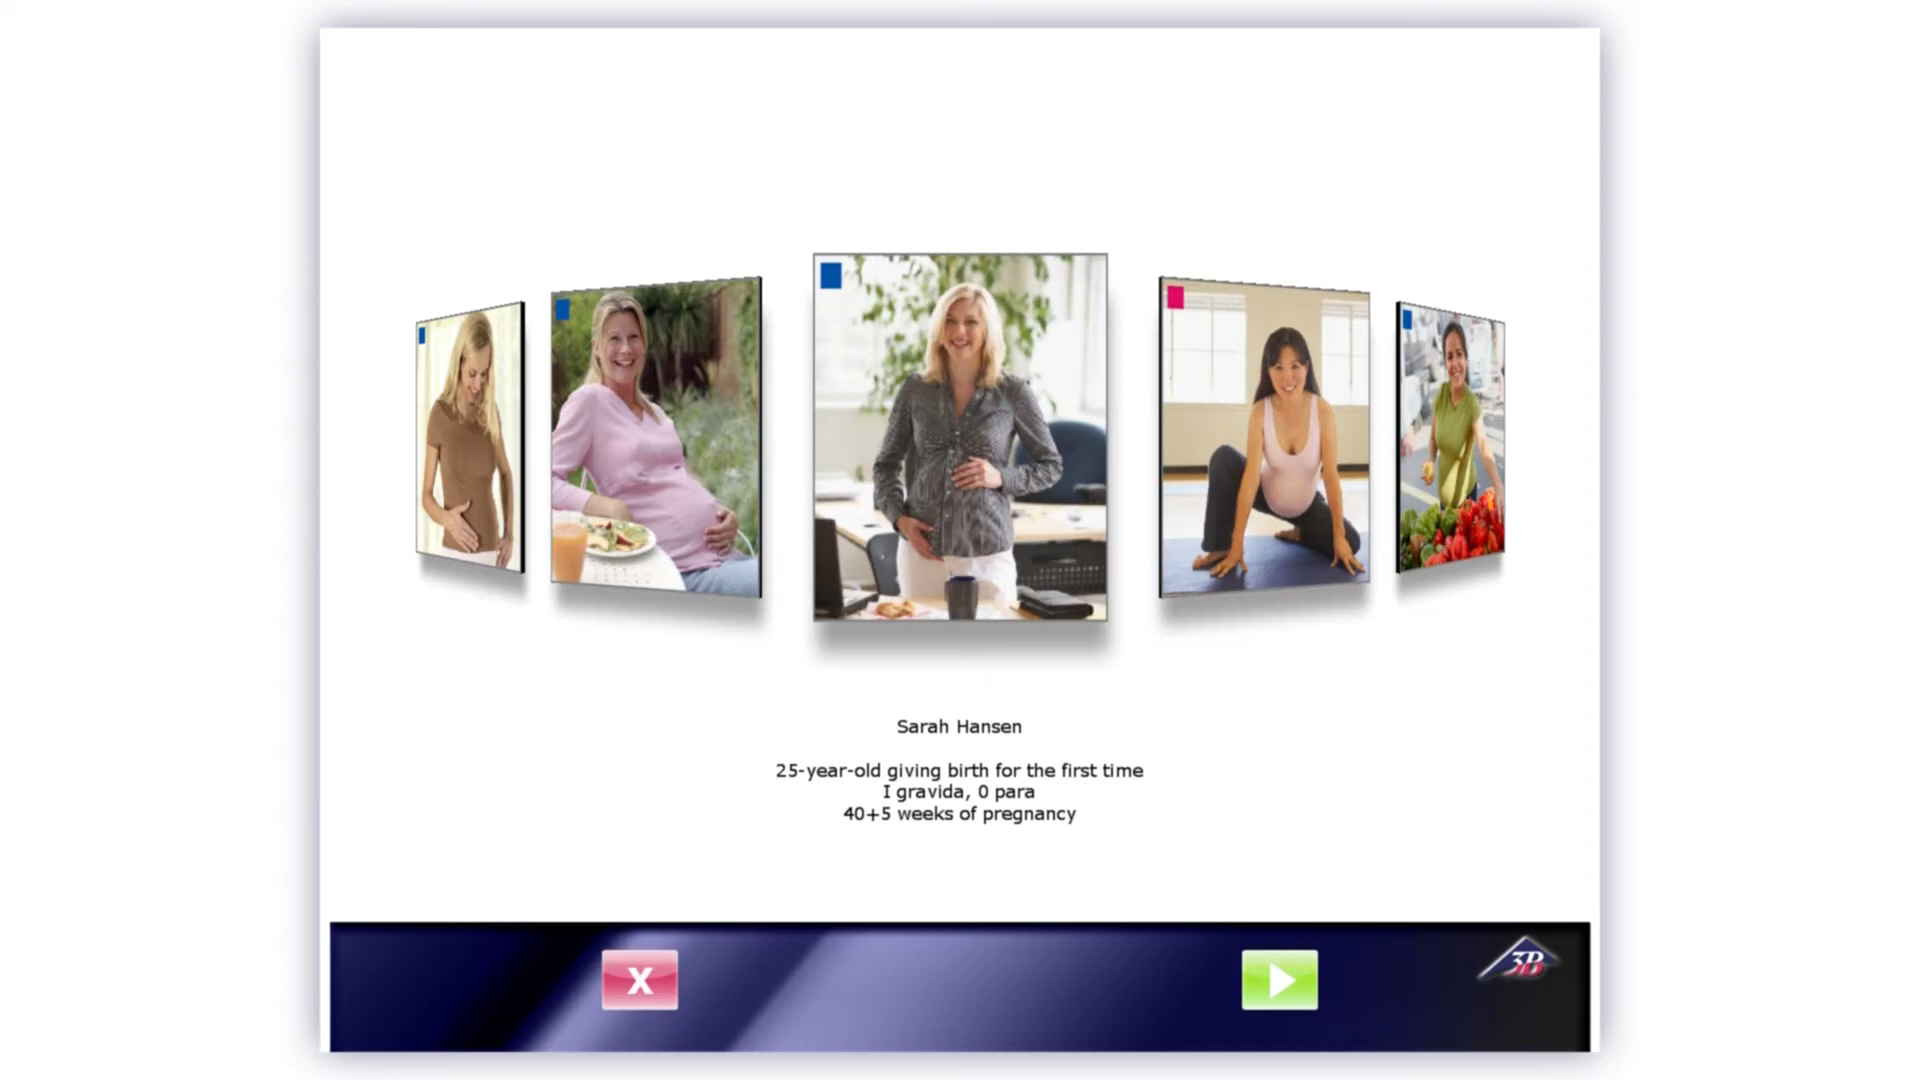 Sarah Hansen
25-year-old giving birth for the first time
I gravida, 0 para
40+5 weeks of pregnancy
X
3B